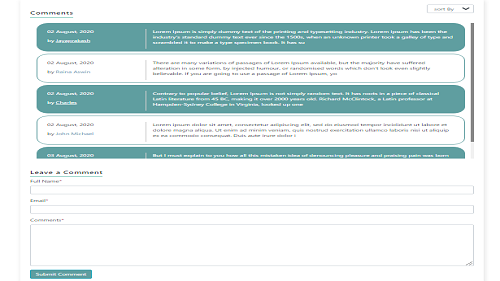 sort By
Comments
02 August, 2020
by Jayaprakash
Lorem Ipsum is simply dummy text of the printing and typesetting industry. Lorem Ipsum has been the
industry's standard dummy text ever since the 1500s, when an unknown printer took a galley of type and
scrambled it to make a type specimen book. It has su
02 August, 2020
by Raina Aswin
There are many variations of passages of Lorem Ipsum available, but the majority have suffered
alteration in some form, by injected humour, or randomised words which don't look even slightly
believable. If you are going to use a passage of Lorem Ipsum, yo
02 August, 2020
by Charles
Contrary to popular belief, Lorem Ipsum is not simply random text. It has roots in a piece of classical
Latin literature from 45 BC, making it over 2000 years old. Richard McClintock, a Latin professor at
Hampden-Sydney College in Virginia, looked up one
02 August, 2020
by John Michael
Lorem ipsum dolor sit amet, consectetur adipiscing elit, sed do eiusmod tempor incididunt ut labore et
dolore magna aliqua. Ut enim ad minim veniam, quis nostrud exercitation ullamco laboris nisi ut aliquip
ex ea commodo consequat. Duis aute irure dolor i
03 August, 2020
But I must explain to you how all this mistaken idea of denouncing pleasure and praising pain was born
Leave a Comment
Full Name*
Email*
Comments*
Submit Comment